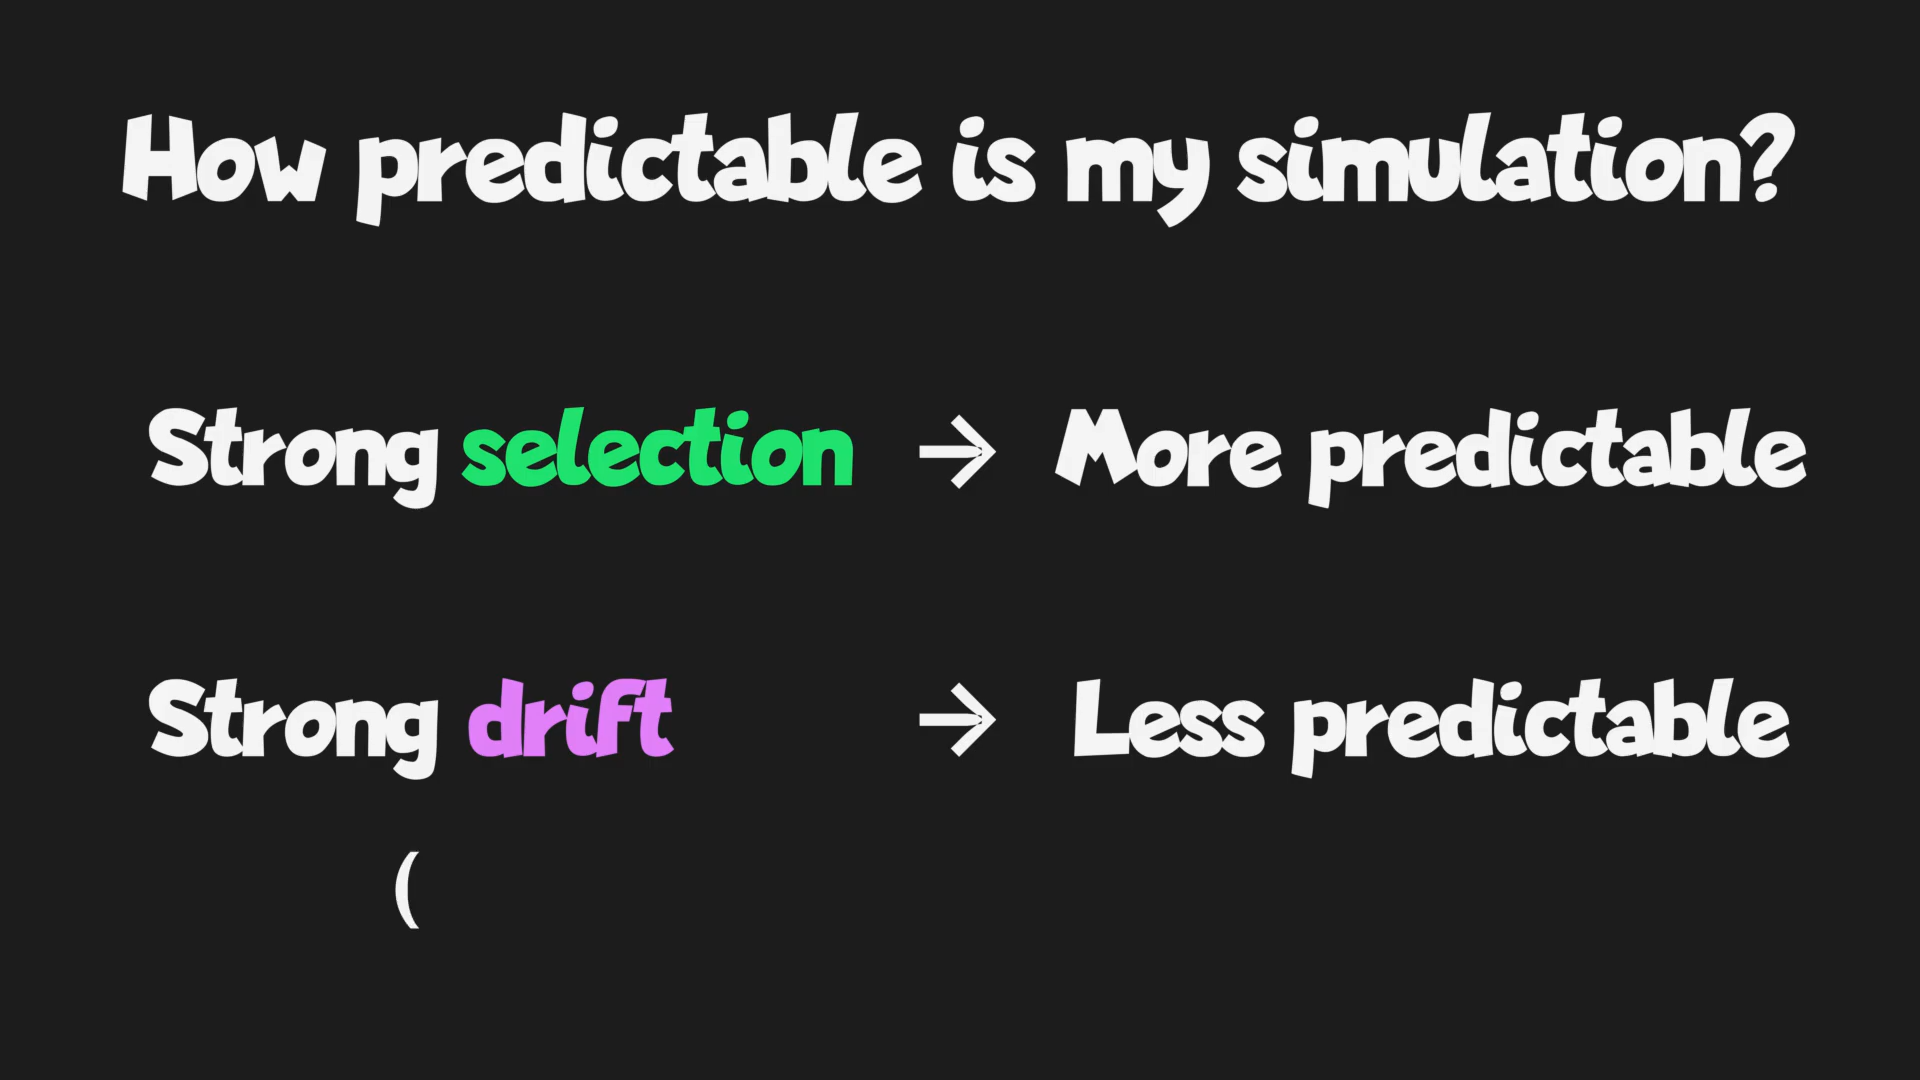 How predictable is my simulation?
Strong selection → More predictable
Strong drift → Less predictable
(